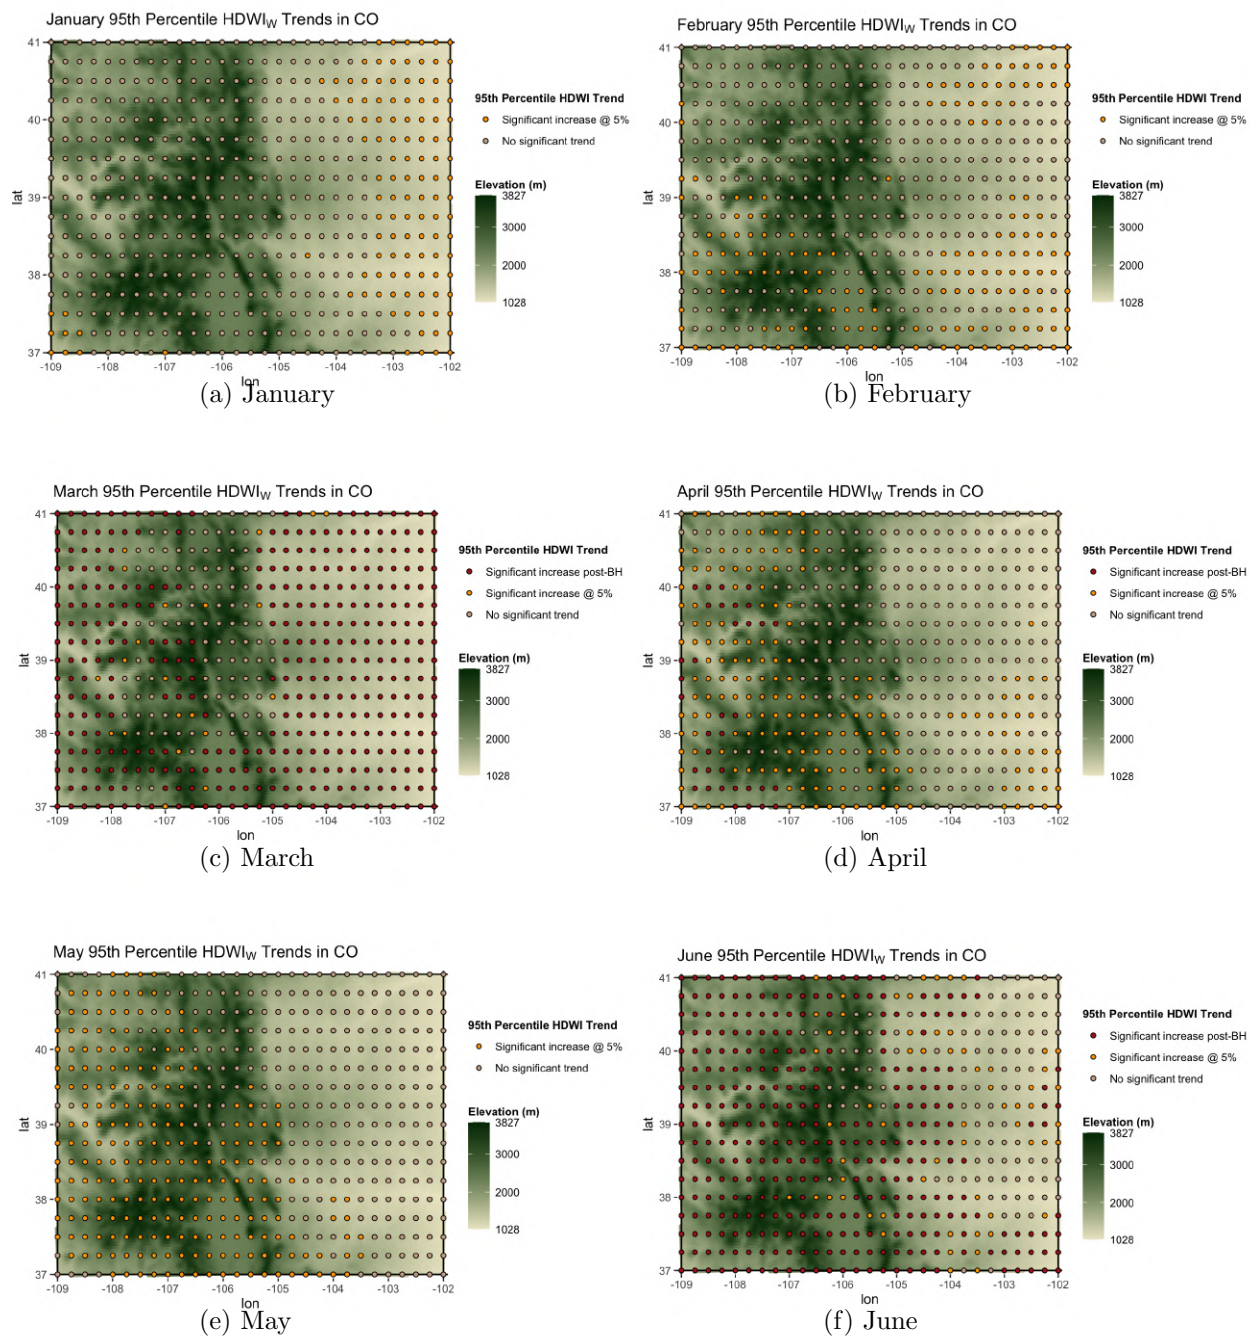 January 95th Percentile HDWIW Trends in CO
41
40
39
38
37
lat
-109
-108
-107
-106
-105
-104
-103
-102
lon
95th Percentile HDWI Trend
Significant increase @ 5%
No significant trend
Elevation (m)
3827
3000
2000
1028
(a) January
February 95th Percentile HDWIW Trends in CO
41
40
39
38
37
lat
-109
-108
-107
-106
-105
-104
-103
-102
lon
95th Percentile HDWI Trend
Significant increase @ 5%
No significant trend
Elevation (m)
3827
3000
2000
1028
(b) February
March 95th Percentile HDWIW Trends in CO
41
40
39
38
37
lat
-109
-108
-107
-106
-105
-104
-103
-102
lon
95th Percentile HDWI Trend
Significant increase post-BH
Significant increase @ 5%
No significant trend
Elevation (m)
3827
3000
2000
1028
(c) March
April 95th Percentile HDWIW Trends in CO
41
40
39
38
37
lat
-109
-108
-107
-106
-105
-104
-103
-102
lon
95th Percentile HDWI Trend
Significant increase post-BH
Significant increase @ 5%
No significant trend
Elevation (m)
3827
3000
2000
1028
(d) April
May 95th Percentile HDWIW Trends in CO
41
40
39
38
37
lat
-109
-108
-107
-106
-105
-104
-103
-102
lon
95th Percentile HDWI Trend
Significant increase @ 5%
No significant trend
Elevation (m)
3827
3000
2000
1028
(e) May
June 95th Percentile HDWIW Trends in CO
41
40
39
38
37
lat
-109
-108
-107
-106
-105
-104
-103
-102
lon
95th Percentile HDWI Trend
Significant increase post-BH
Significant increase @ 5%
No significant trend
Elevation (m)
3827
3000
2000
1028
(f) June